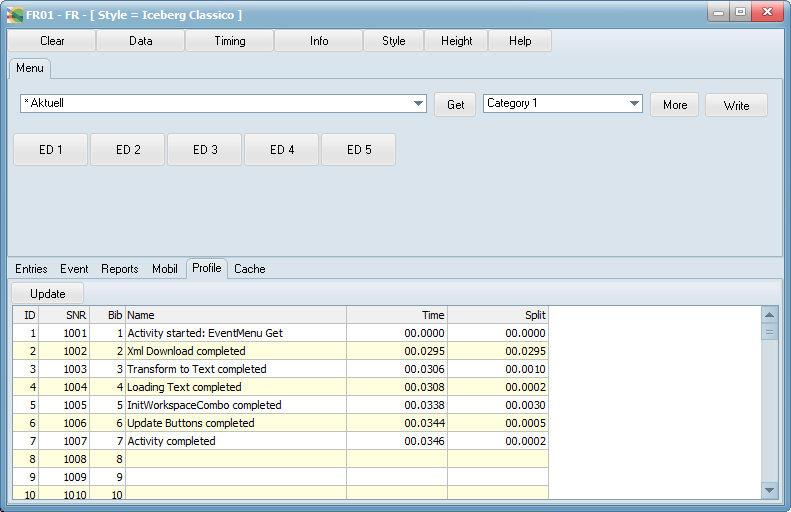 FR01 - FR - [ Style = Iceberg Classico ]
Clear Data Timing Info Style Height Help
Menu
* Aktuell Get Category 1 More Write
ED 1 ED 2 ED 3 ED 4 ED 5
Entries Event Reports Mobil Profile Cache
Update
ID SNR Bib Name Time Split
1 1001 1 Activity started: EventMenu Get 00.0000 00.0000
2 1002 2 Xml Download completed 00.0295 00.0295
3 1003 3 Transform to Text completed 00.0306 00.0010
4 1004 4 Loading Text completed 00.0308 00.0002
5 1005 5 InitWorkspaceCombo completed 00.0338 00.0030
6 1006 6 Update Buttons completed 00.0344 00.0005
7 1007 7 Activity completed 00.0346 00.0002
8 1008 8
9 1009 9
10 1010 10